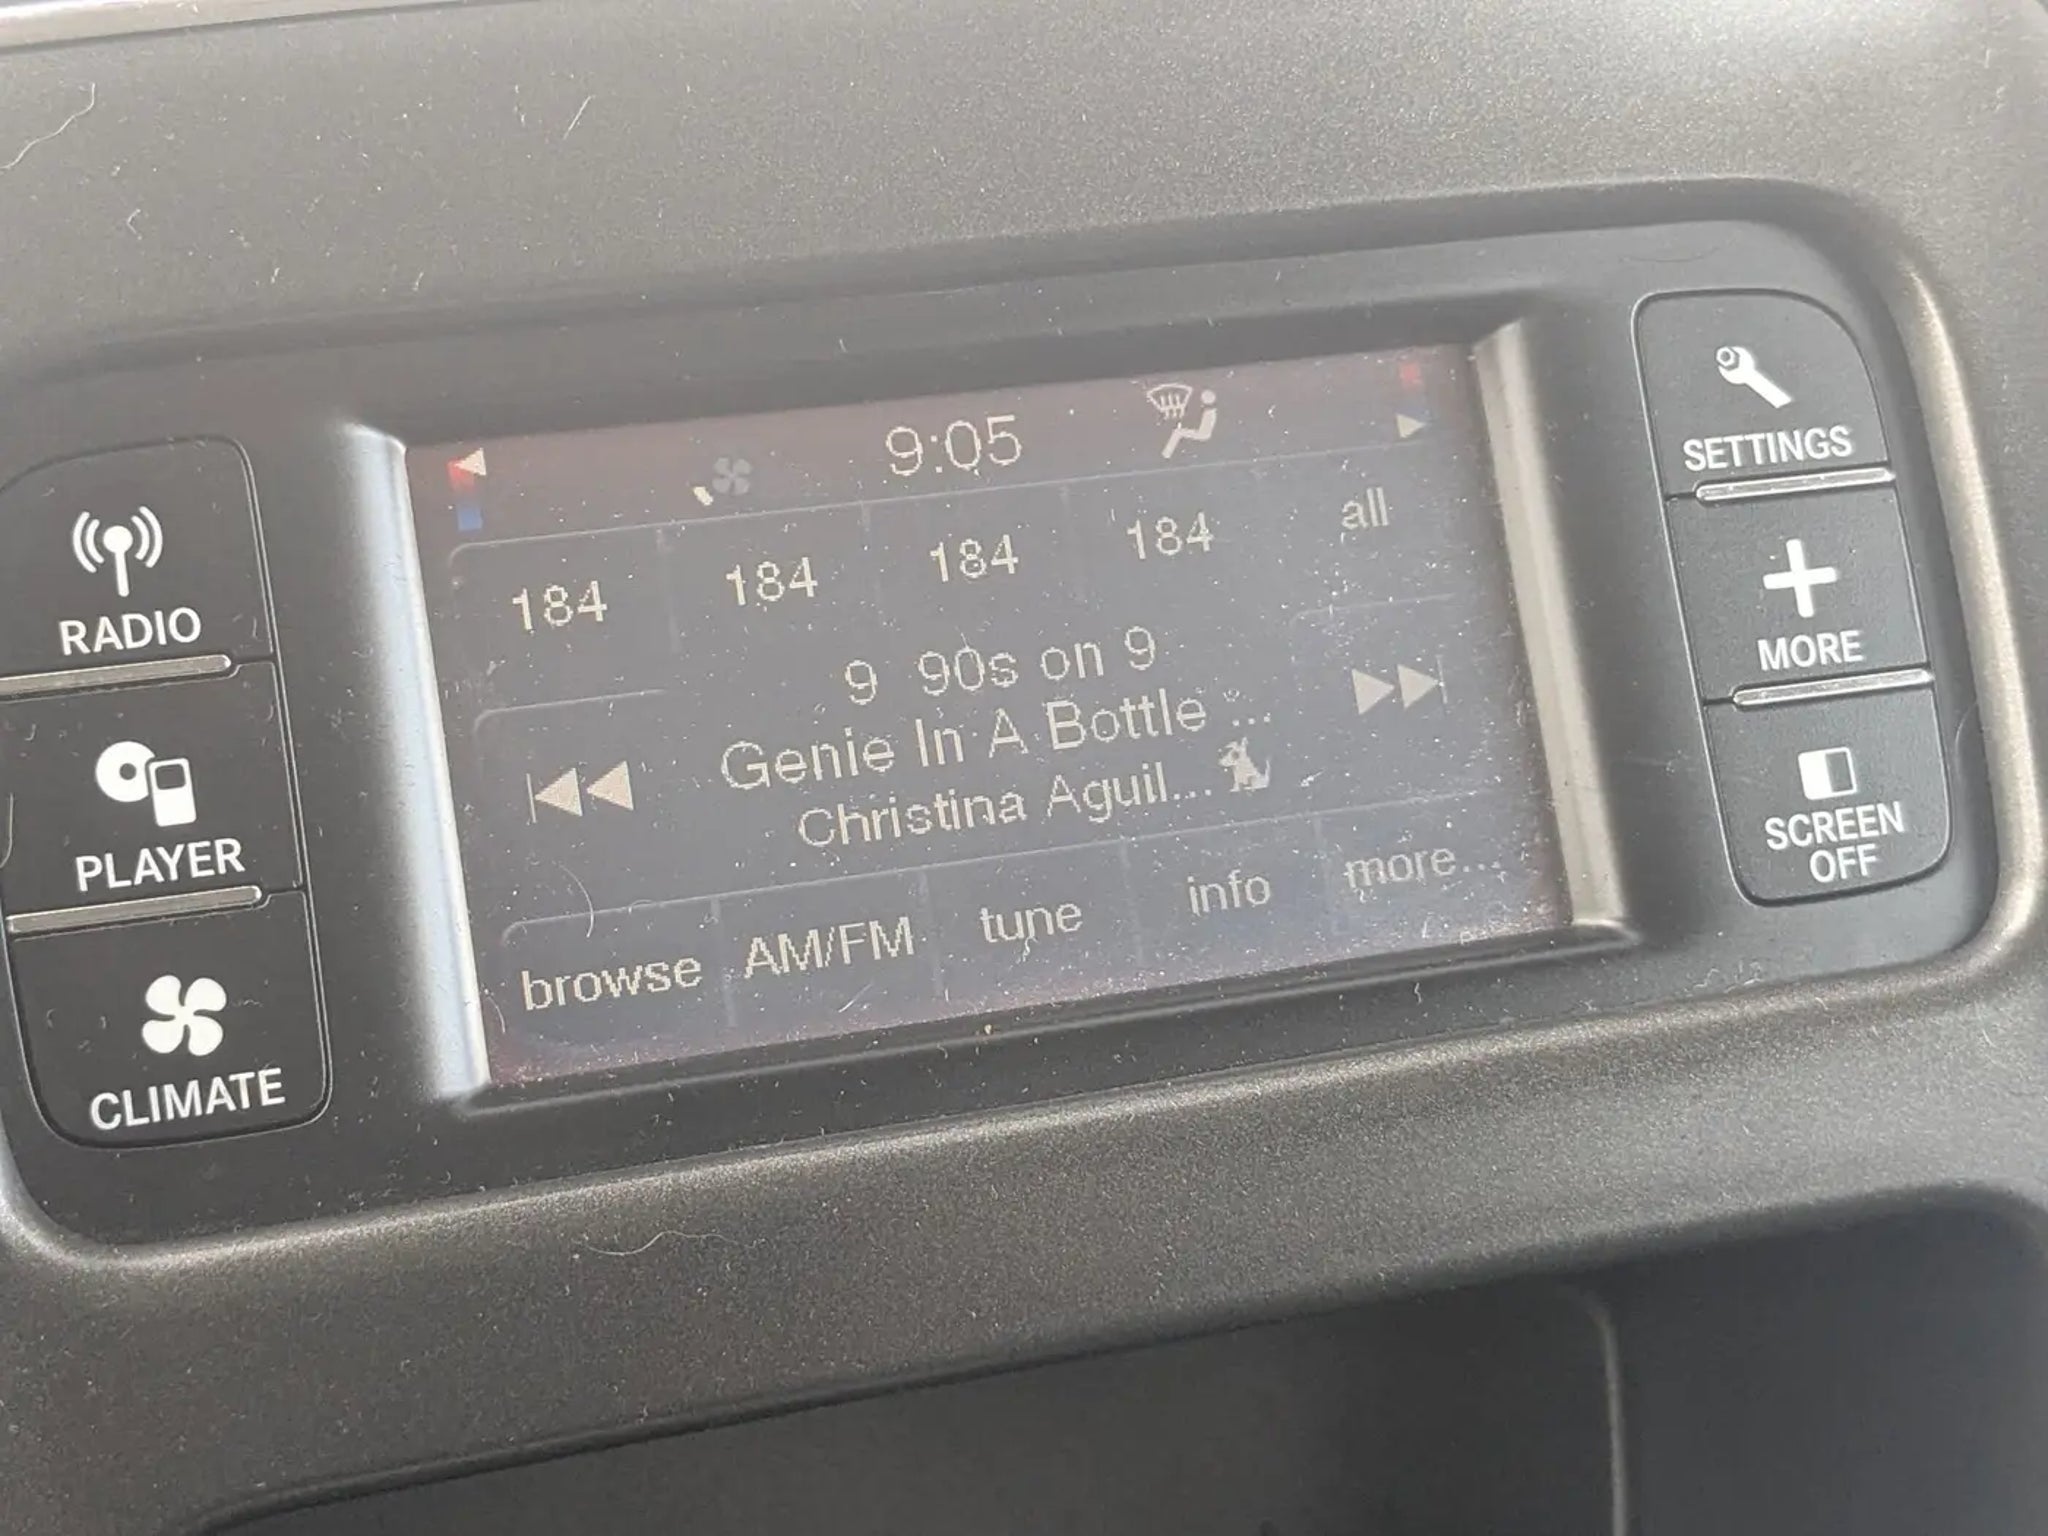 9:05
184 184 184 184 all
9 90s on 9
Genie In A Bottle ...
Christina Aguil...
browse AM/FM tune info more...
RADIO
PLAYER
CLIMATE
SETTINGS
MORE
SCREEN
OFF